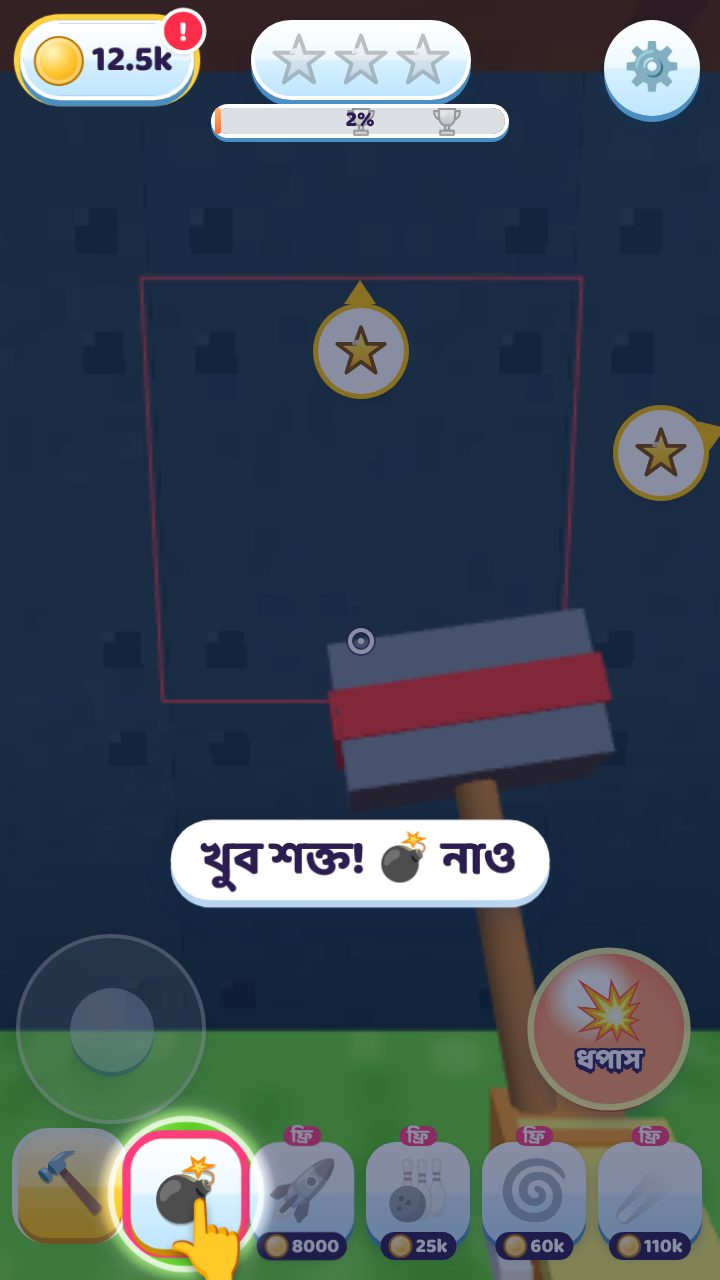 12.5k
!
2%
খুব শক্ত! 💣 নাও
ধপাস
ফ্রি
ফ্রি
ফ্রি
ফ্রি
8000
25k
60k
110k